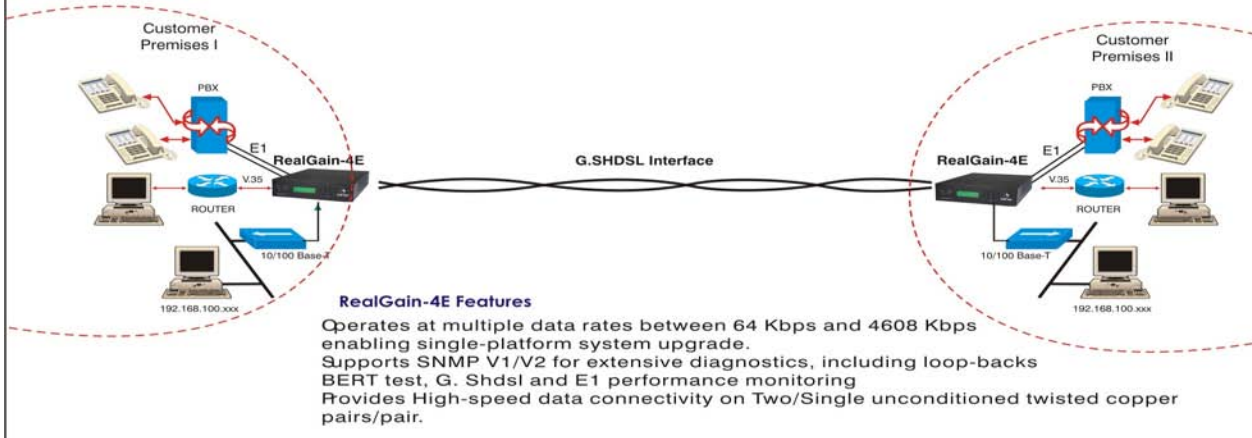 Customer
Premises I
PBX
E1
RealGain-4E
V.35
ROUTER
10/100 Base-T
192.168.100.xxx
G.SHDSL Interface
Customer
Premises II
PBX
E1
RealGain-4E
V.35
ROUTER
10/100 Base-T
192.168.100.xxx
RealGain-4E Features
Operates at multiple data rates between 64 Kbps and 4608 Kbps
enabling single-platform system upgrade.
Supports SNMP V1/V2 for extensive diagnostics, including loop-backs
BERT test, G. Shdsl and E1 performance monitoring
Provides High-speed data connectivity on Two/Single unconditioned twisted copper
pairs/pair.